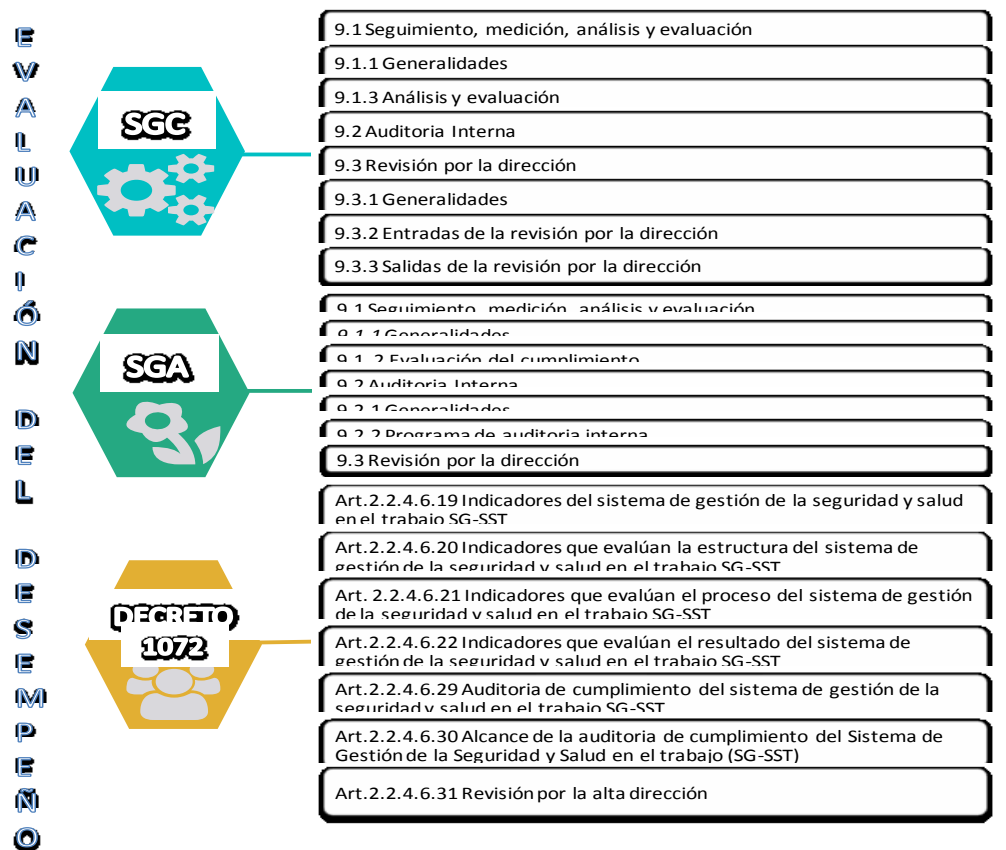 EVALUACIÓN DEL DESEMPEÑO
SGC
9.1 Seguimiento, medición, análisis y evaluación
9.1.1 Generalidades
9.1.3 Análisis y evaluación
9.2 Auditoria Interna
9.3 Revisión por la dirección
9.3.1 Generalidades
9.3.2 Entradas de la revisión por la dirección
9.3.3 Salidas de la revisión por la dirección
SGA
9.1 Seguimiento, medición, análisis y evaluación
9.1.1 Generalidades
9.1.2 Evaluación del cumplimiento
9.2 Auditoria Interna
9.2.1 Generalidades
9.2.2 Programa de auditoria interna
9.3 Revisión por la dirección
DECRETO
1072
Art.2.2.4.6.19 Indicadores del sistema de gestión de la seguridad y salud
en el trabajo SG-SST
Art.2.2.4.6.20 Indicadores que evalúan la estructura del sistema de
gestión de la seguridad y salud en el trabajo SG-SST
Art. 2.2.4.6.21 Indicadores que evalúan el proceso del sistema de gestión
de la seguridad y salud en el trabajo SG-SST
Art.2.2.4.6.22 Indicadores que evalúan el resultado del sistema de
gestión de la seguridad y salud en el trabajo SG-SST
Art.2.2.4.6.29 Auditoria de cumplimiento del sistema de gestión de la
seguridad y salud en el trabajo SG-SST
Art.2.2.4.6.30 Alcance de la auditoria de cumplimiento del Sistema de
Gestión de la Seguridad y Salud en el trabajo (SG-SST)
Art.2.2.4.6.31 Revisión por la alta dirección